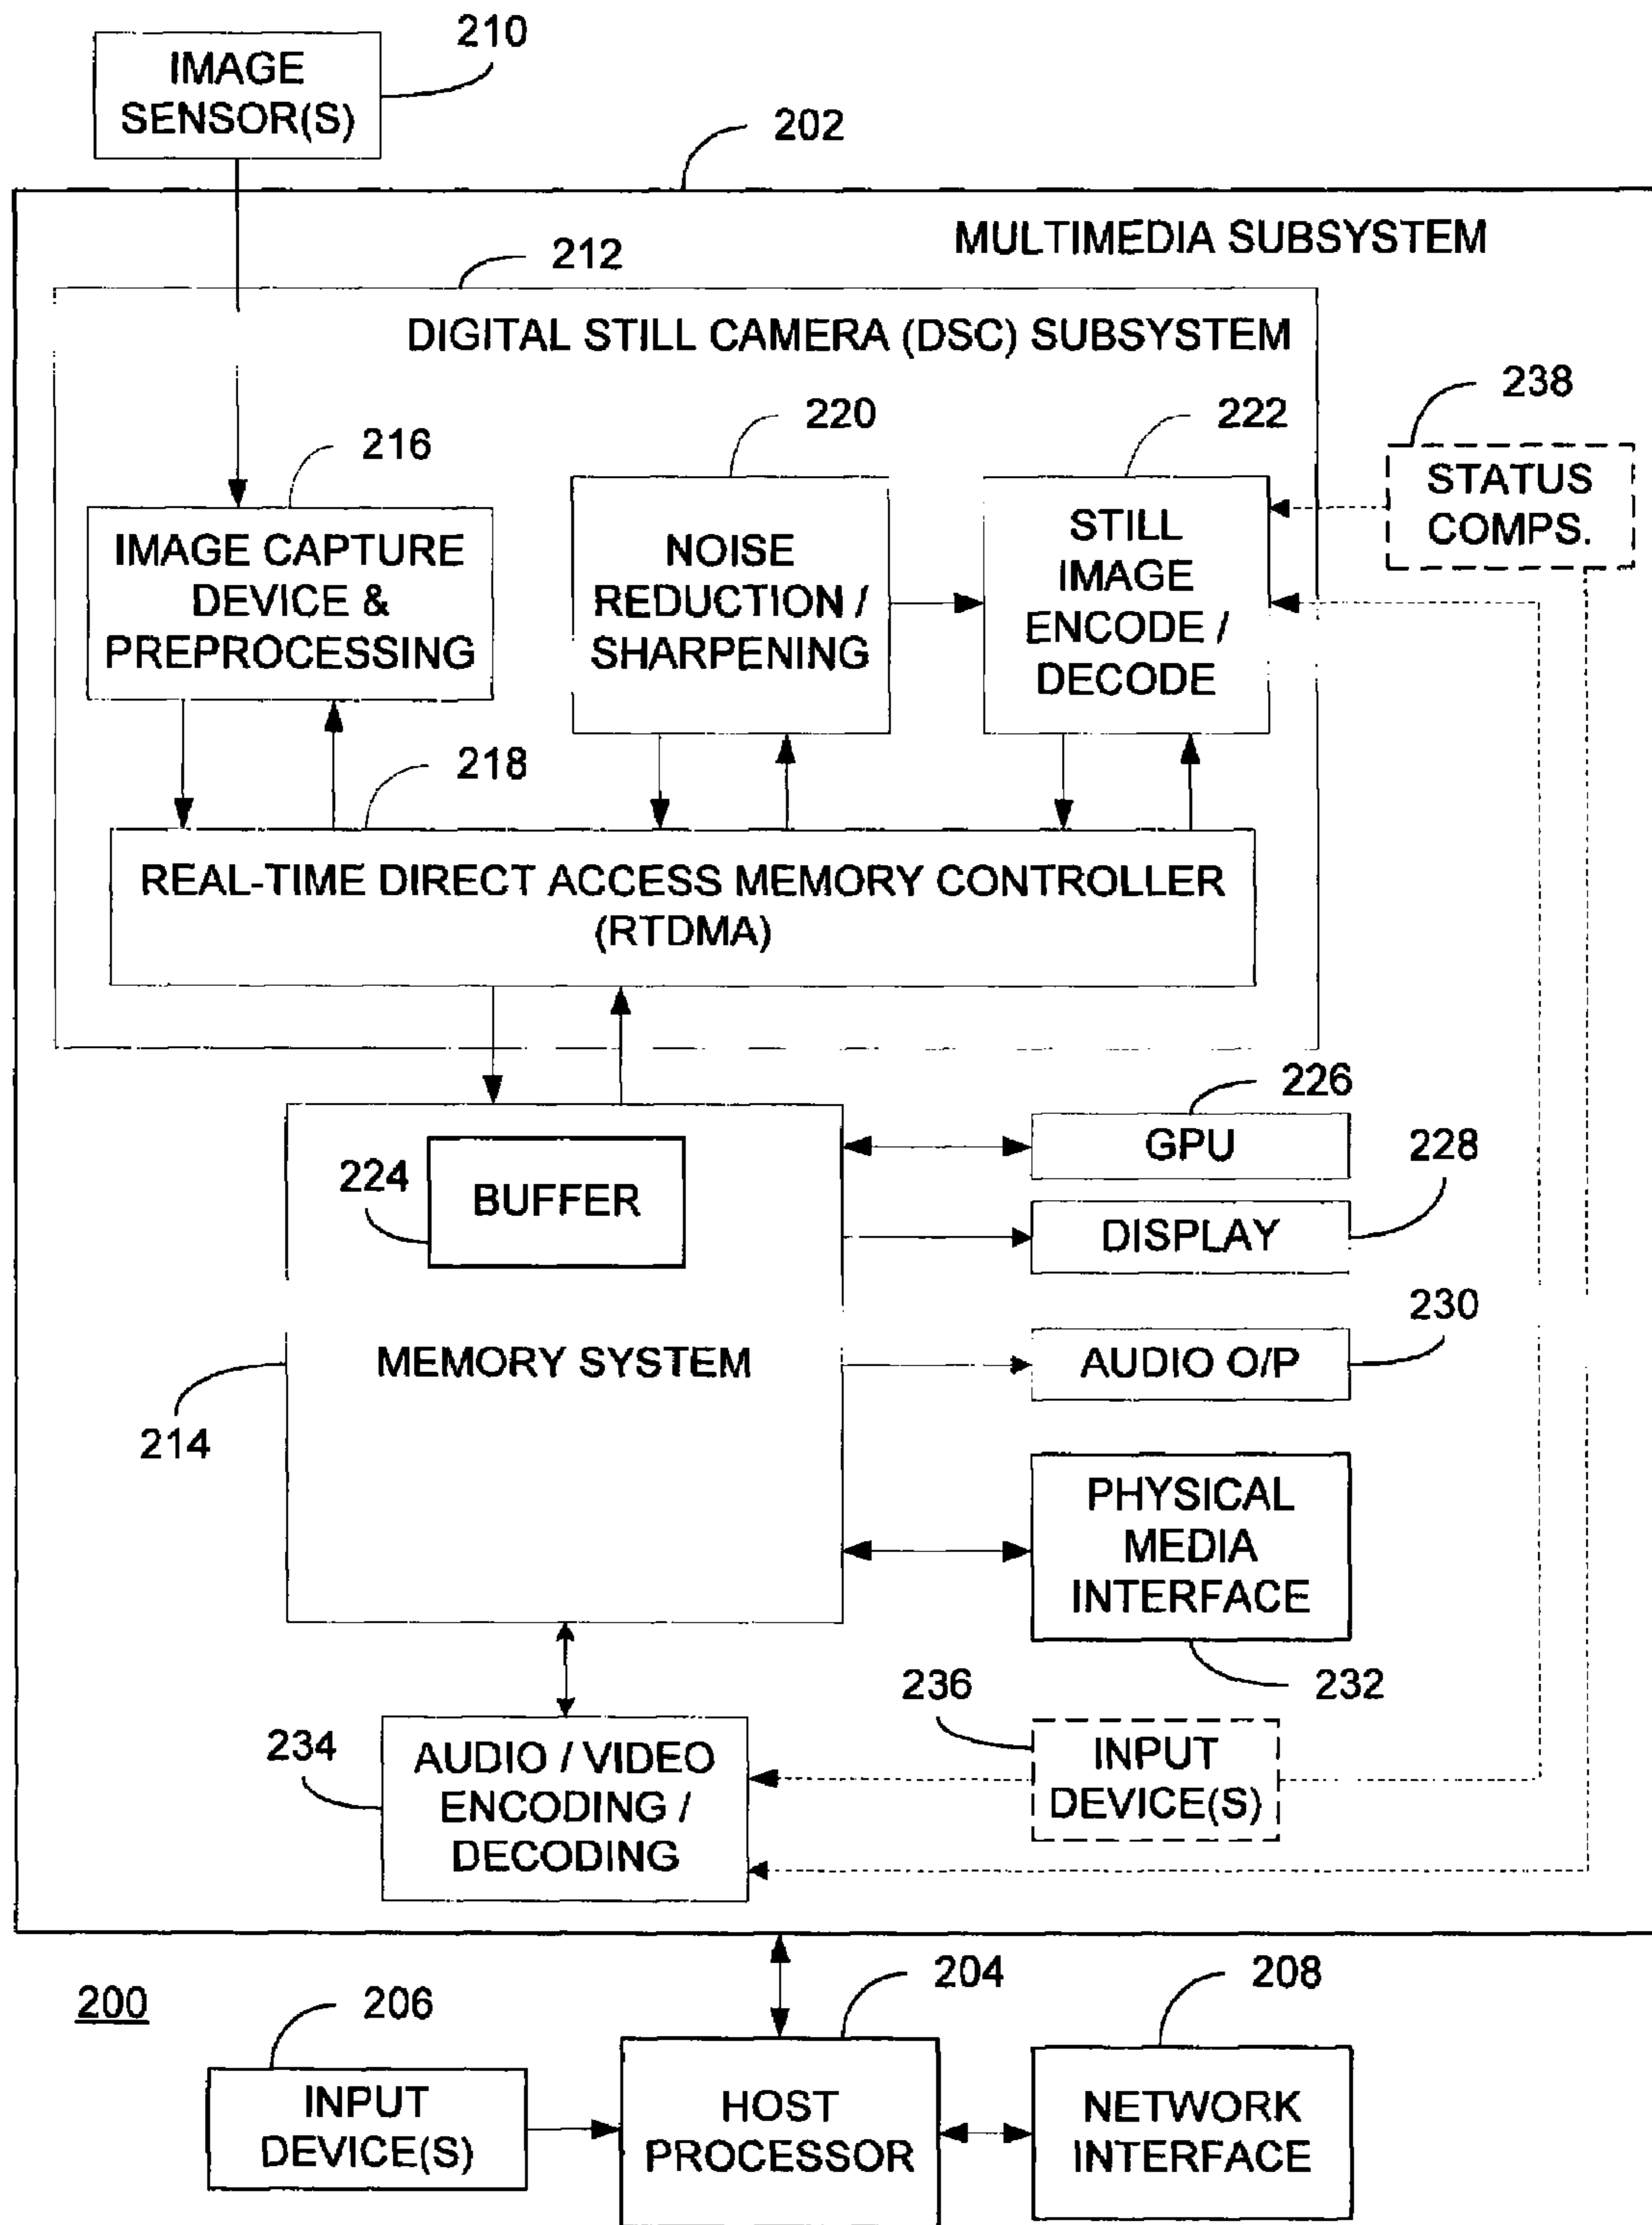 210
IMAGE
SENSOR(S)
202
MULTIMEDIA SUBSYSTEM
212
DIGITAL STILL CAMERA (DSC) SUBSYSTEM
238
STATUS
COMPS.
216
IMAGE CAPTURE
DEVICE &
PREPROCESSING
220
NOISE
REDUCTION /
SHARPENING
222
STILL
IMAGE
ENCODE /
DECODE
218
REAL-TIME DIRECT ACCESS MEMORY CONTROLLER
(RTDMA)
224
BUFFER
MEMORY SYSTEM
214
226
GPU
228
DISPLAY
230
AUDIO O/P
PHYSICAL
MEDIA
INTERFACE
232
234
AUDIO / VIDEO
ENCODING /
DECODING
236
INPUT
DEVICE(S)
200
206
INPUT
DEVICE(S)
204
HOST
PROCESSOR
208
NETWORK
INTERFACE